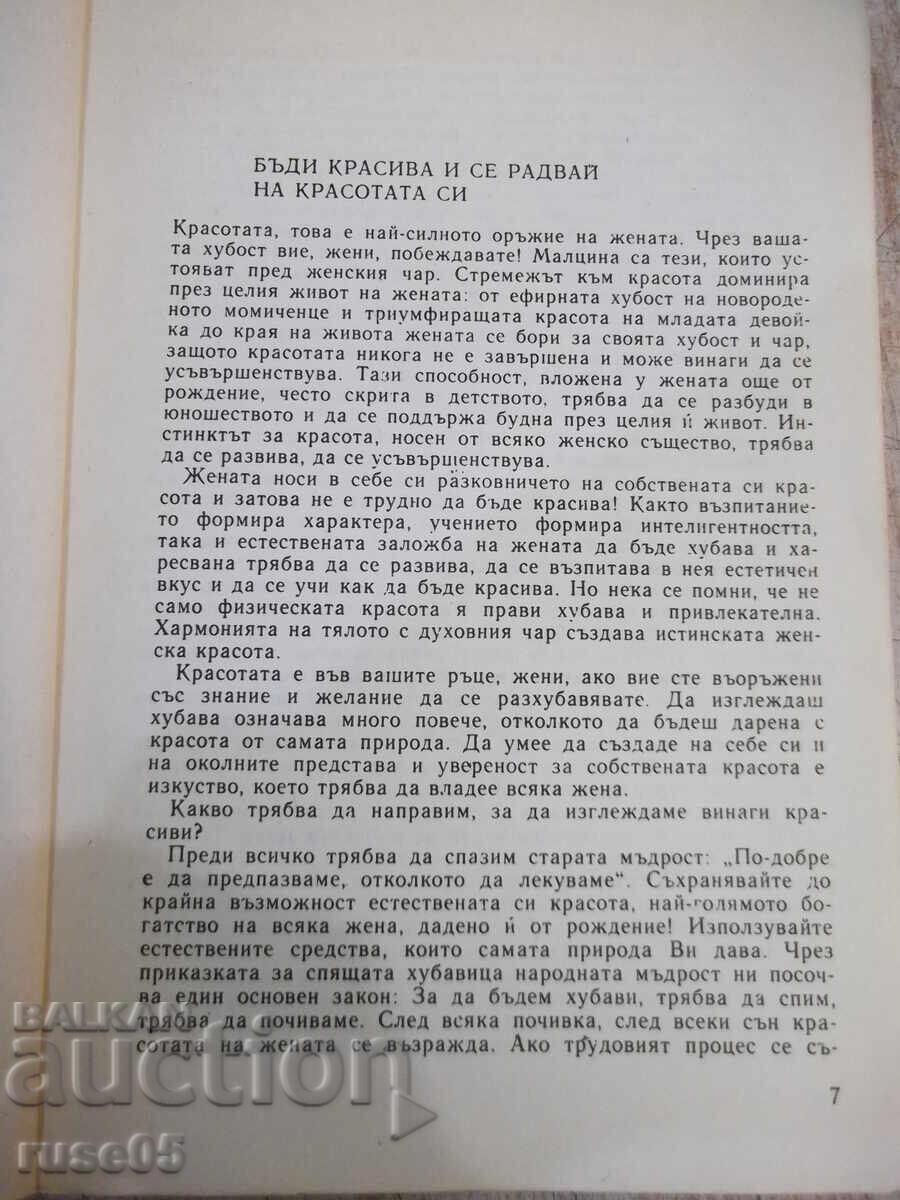 БЪДИ КРАСИВА И СЕ РАДВАЙ
НА КРАСОТАТА СИ
Красотата, това е най-силното оръжие на жената. Чрез ваша-
та хубост вие, жени, побеждавате! Малцина са тези, които ус-
тояват пред женския чар. Стремежът към красота доминира
през целия живот на жената: от ефирната хубост на новороде-
ното момиченце и триумфиращата красота на младата девой-
ка до края на живота жената се бори за своята хубост и чар,
защото красотата никога не е завършена и може винаги да се
усъвършенствува. Тази способност, вложена у жената още от
рождение, често скрита в детството, трябва да се разбуди в
юношеството и да се поддържа будна през целия ѝ живот. Ин-
стинктът за красота, носен от всяко женско същество, трябва
да се развива, да се усъвършенствува.
Жената носи в себе си разковничето на собствената си кра-
сота и затова не е трудно да бъде красива! Както възпитание-
то формира характера, учението формира интелигентността,
така и естествената заложба на жената да бъде хубава и ха-
ресвана трябва да се развива, да се възпитава в нея естетичен
вкус и да се учи как да бъде красива. Но нека се помни, че не
само физическата красота я прави хубава и привлекателна.
Хармонията на тялото с духовния чар създава истинската жен-
ска красота.
Красотата е във вашите ръце, жени, ако вие сте въоръжени
със знание и желание да се разхубавявате. Да изглеждаш
хубава означава много повече, отколкото да бъдеш дарена с
красота от самата природа. Да умее да създаде на себе си и
на околните представа и увереност за собствената красота е
изкуство, което трябва да владее всяка жена.
Какво трябва да направим, за да изглеждаме винаги кра-
сиви?
Преди всичко трябва да спазим старата мъдрост: „По-добре
е да предпазваме, отколкото да лекуваме“. Съхранявайте до
крайна възможност естествената си красота, най-голямото бо-
гатство на всяка жена, дадено ѝ от рождение! Използувайте
естествените средства, които самата природа Ви дава. Чрез
приказката за спящата хубавица народната мъдрост ни посоч-
ва един основен закон: За да бъдем хубави, трябва да спим,
трябва да почиваме. След всяка почивка, след всеки сън кра-
сотата на жената се възражда. Ако трудовият процес се съ-
7
BALKAN
auction
ruse05